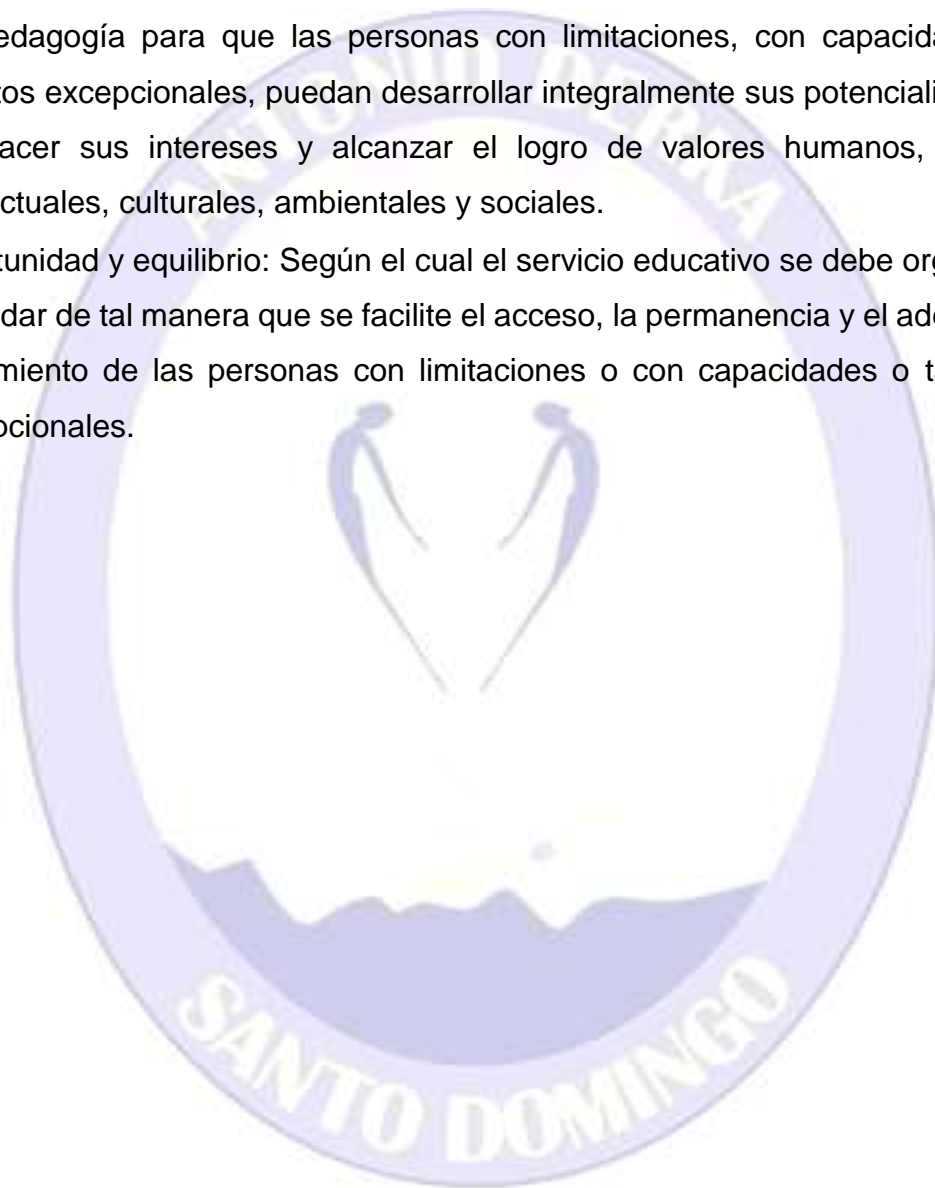 edagogía para que las personas con limitaciones, con capacida
tos excepcionales, puedan desarrollar integralmente sus potenciali
acer sus intereses y alcanzar el logro de valores humanos,
ctuales, culturales, ambientales y sociales.
tunidad y equilibrio: Según el cual el servicio educativo se debe org
dar de tal manera que se facilite el acceso, la permanencia y el ade
miento de las personas con limitaciones o con capacidades o ta
ocionales.
SANTO DOMINGO